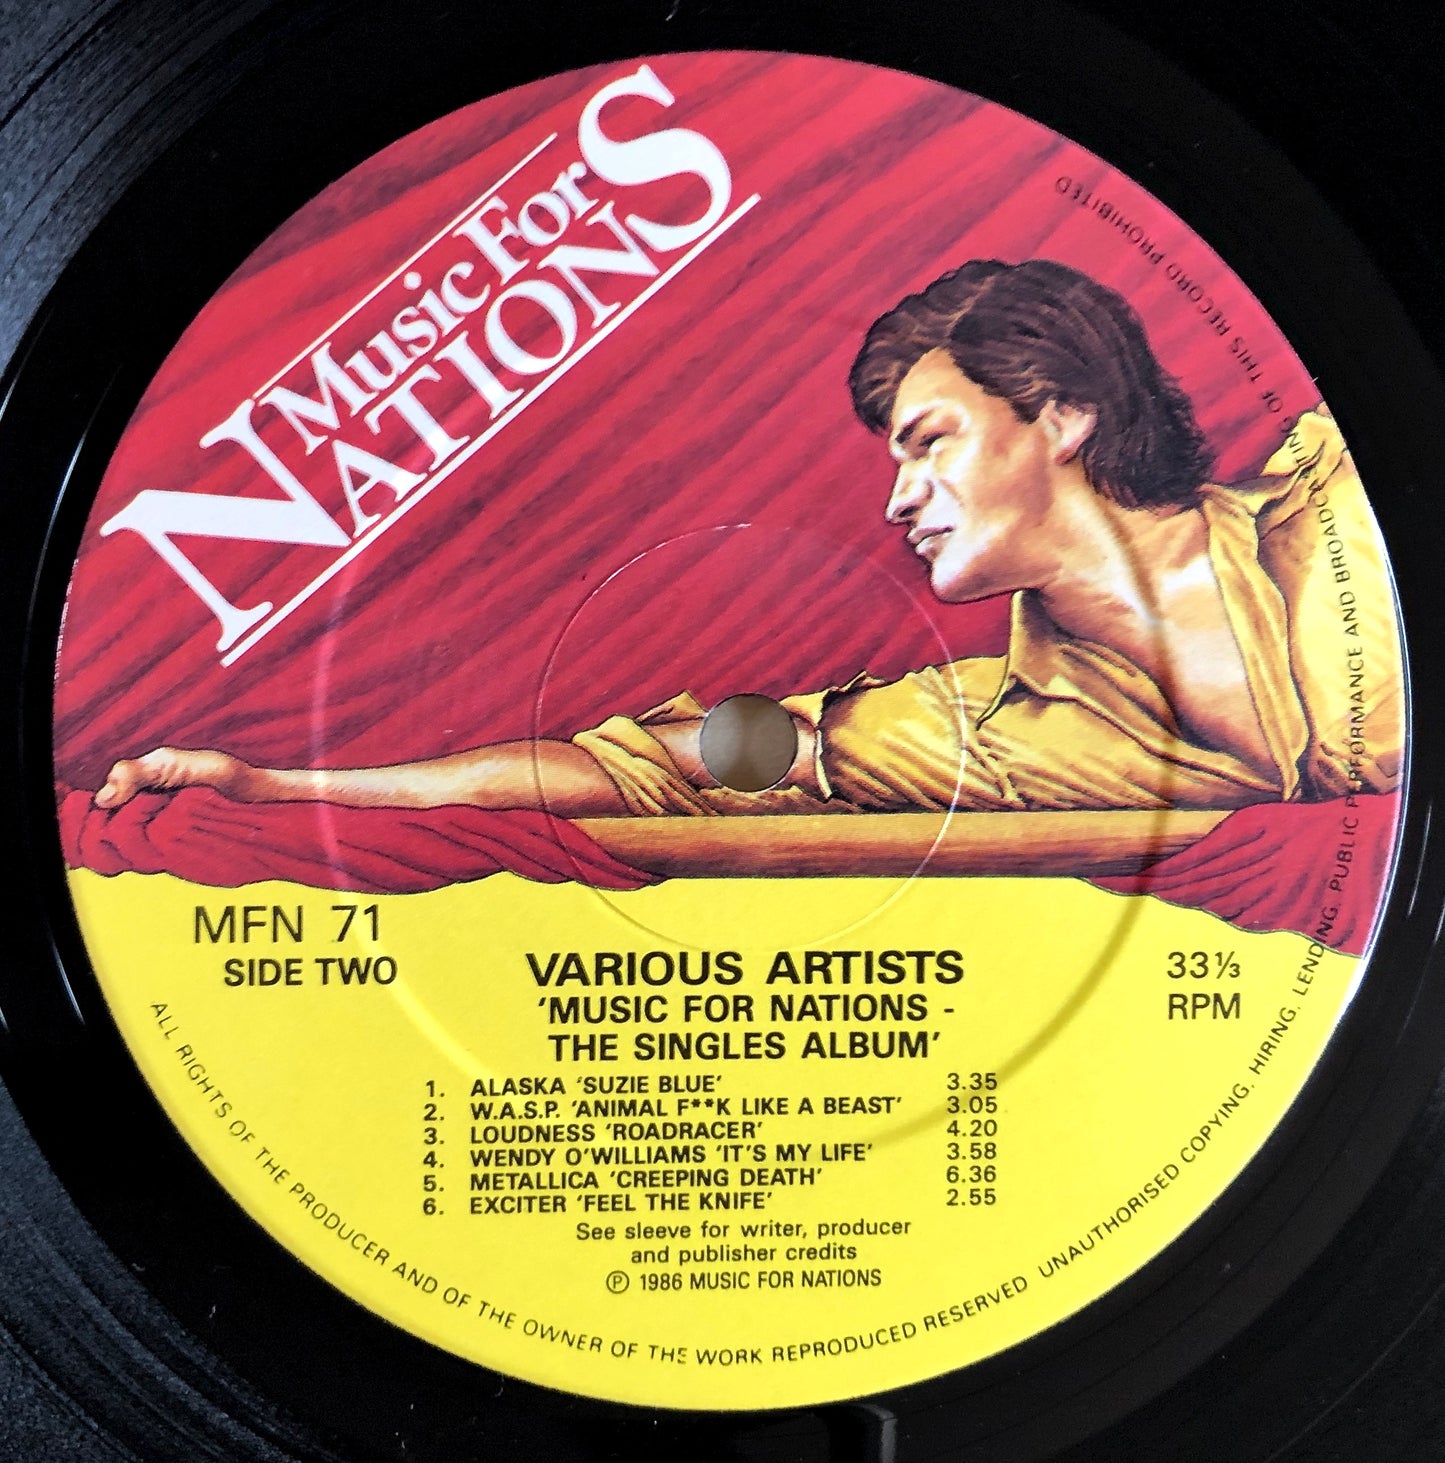 Music For
NATIONS
MFN 71
SIDE TWO
VARIOUS ARTISTS
'MUSIC FOR NATIONS -
THE SINGLES ALBUM'
33⅓
RPM
1. ALASKA 'SUZIE BLUE' 3.35
2. W.A.S.P. 'ANIMAL F**K LIKE A BEAST' 3.05
3. LOUDNESS 'ROADRACER' 4.20
4. WENDY O'WILLIAMS 'IT'S MY LIFE' 3.58
5. METALLICA 'CREEPING DEATH' 6.36
6. EXCITER 'FEEL THE KNIFE' 2.55
See sleeve for writer, producer
and publisher credits
℗ 1986 MUSIC FOR NATIONS
ALL RIGHTS OF THE PRODUCER AND OF THE OWNER OF THE WORK REPRODUCED RESERVED UNAUTHORISED COPYING. HIRING. LENDING. PUBLIC PERFORMANCE AND BROADCASTING OF THIS RECORD PROHIBITED